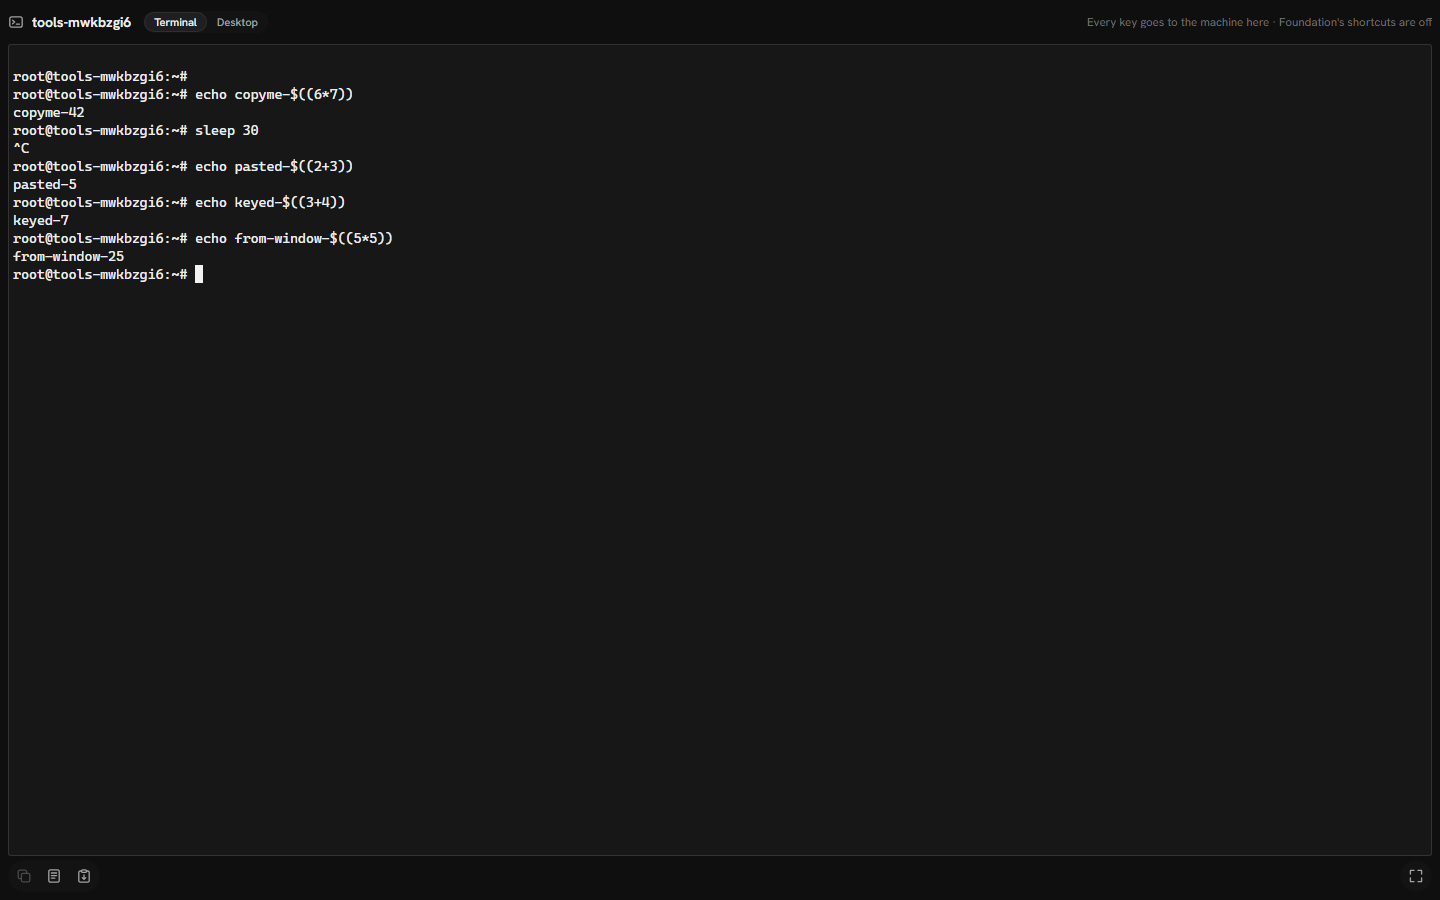 tools-mwkbzgi6 Terminal Desktop Every key goes to the machine here · Foundation's shortcuts are off
root@tools-mwkbzgi6:~#
root@tools-mwkbzgi6:~# echo copyme-$((6*7))
copyme-42
root@tools-mwkbzgi6:~# sleep 30
^C
root@tools-mwkbzgi6:~# echo pasted-$((2+3))
pasted-5
root@tools-mwkbzgi6:~# echo keyed-$((3+4))
keyed-7
root@tools-mwkbzgi6:~# echo from-window-$((5*5))
from-window-25
root@tools-mwkbzgi6:~#